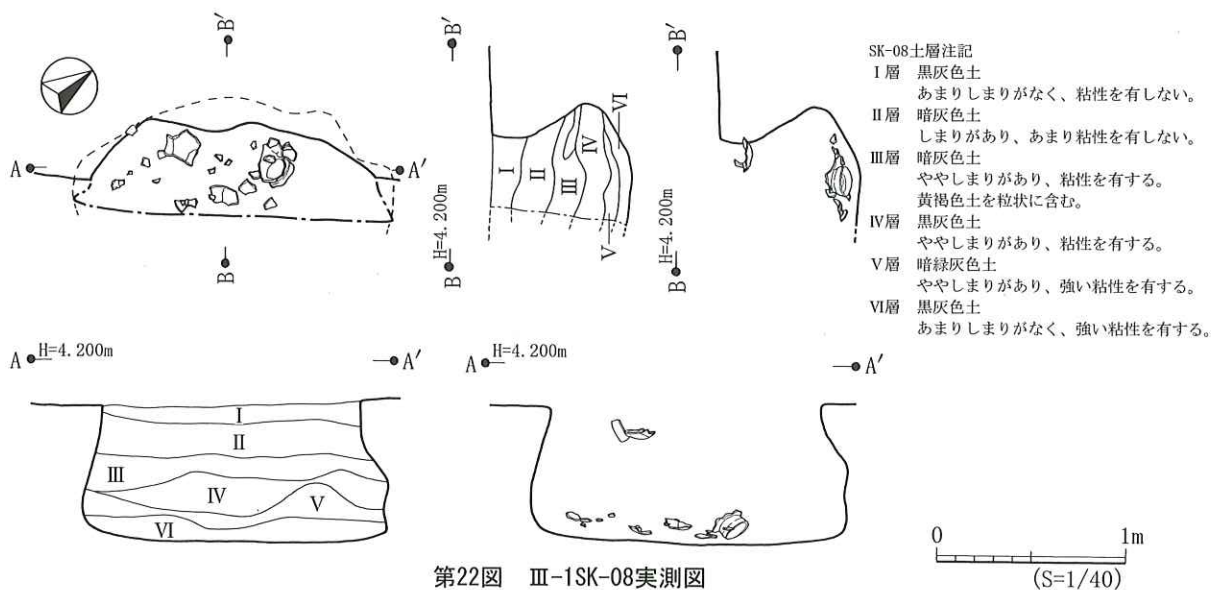 B′
A
A′
B
B′
Ⅰ
Ⅱ
Ⅲ
Ⅳ
Ⅵ
Ⅴ
H=4.200m
B
B′
H=4.200m
B
SK-08土層注記
Ⅰ層 黒灰色土
あまりしまりがなく、粘性を有しない。
Ⅱ層 暗灰色土
しまりがあり、あまり粘性を有しない。
Ⅲ層 暗灰色土
ややしまりがあり、粘性を有する。
黄褐色土を粒状に含む。
Ⅳ層 黒灰色土
ややしまりがあり、粘性を有する。
Ⅴ層 暗緑灰色土
ややしまりがあり、強い粘性を有する。
Ⅵ層 黒灰色土
あまりしまりがなく、強い粘性を有する。
A H=4.200m A′
Ⅰ
Ⅱ
Ⅲ
Ⅳ
Ⅴ
Ⅵ
A H=4.200m A′
0 1m
(S=1/40)
第22図 Ⅲ-1SK-08実測図